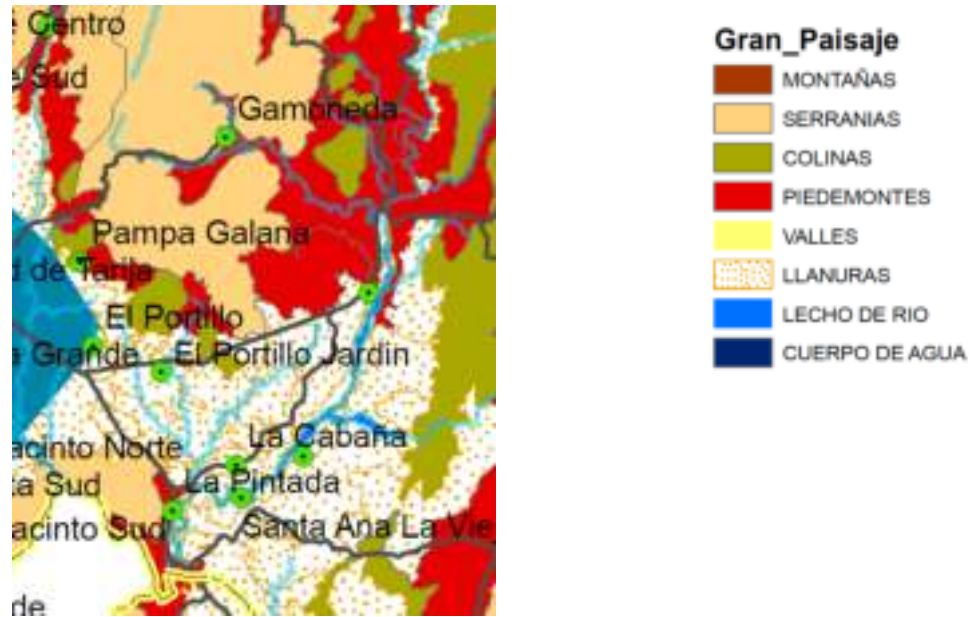 Centro
Sud
Gamoneda
Pampa Galana
d de Tarija
El Portillo
Grande
El Portillo Jardin
La Cabaña
acinto Norte
ta Sud
La Pintada
acinto Sud
Santa Ana La Vie
de
Gran_Paisaje
MONTAÑAS
SERRANIAS
COLINAS
PIEDEMONTES
VALLES
LLANURAS
LECHO DE RIO
CUERPO DE AGUA